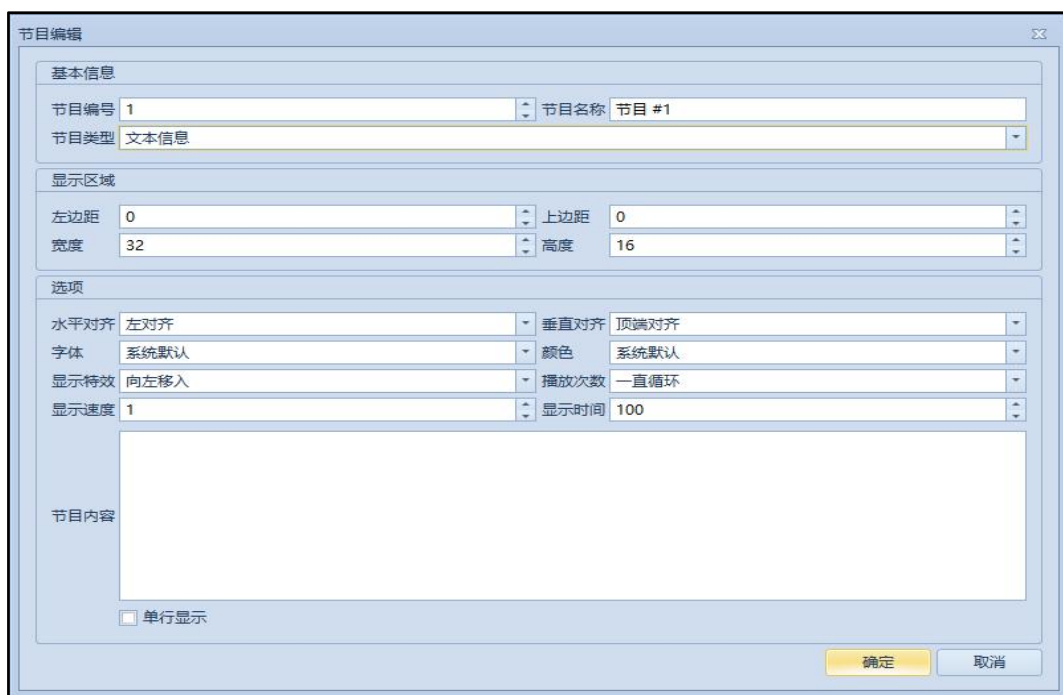 节目编辑
基本信息
节目编号 1 节目名称 节目 #1
节目类型 文本信息
显示区域
左边距 0 上边距 0
宽度 32 高度 16
选项
水平对齐 左对齐 垂直对齐 顶端对齐
字体 系统默认 颜色 系统默认
显示特效 向左移入 播放次数 一直循环
显示速度 1 显示时间 100
节目内容
单行显示
确定 取消